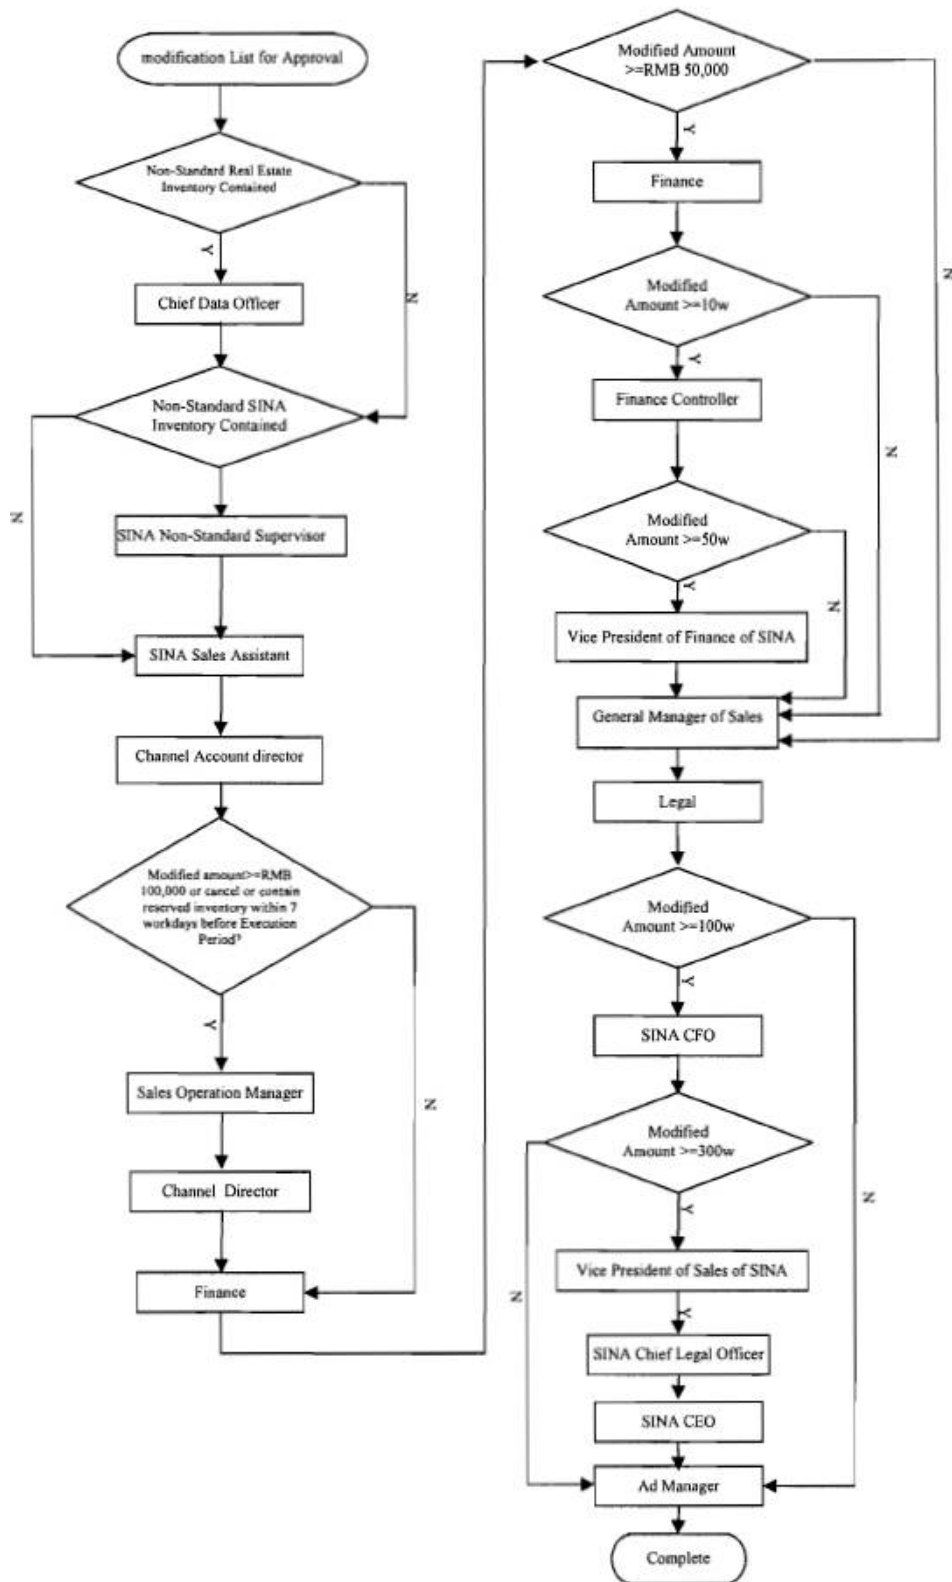 modification List for Approval
Non-Standard Real Estate
Inventory Contained
Y
N
Chief Data Officer
Non-Standard SINA
Inventory Contained
N
SINA Non-Standard Supervisor
SINA Sales Assistant
Channel Account director
Modified amount>=RMB
100,000 or cancel or contain
reserved inventory within 7
workdays before Execution
Period?
Y
N
Sales Operation Manager
Channel Director
Finance
Modified Amount
>=RMB 50,000
Y
N
Finance
Modified
Amount >=10w
Y
N
Finance Controller
Modified
Amount >=50w
Y
N
Vice President of Finance of SINA
General Manager of Sales
Legal
Modified
Amount >=100w
Y
N
SINA CFO
Modified
Amount >=300w
Y
N
Vice President of Sales of SINA
Y
SINA Chief Legal Officer
SINA CEO
Ad Manager
Complete